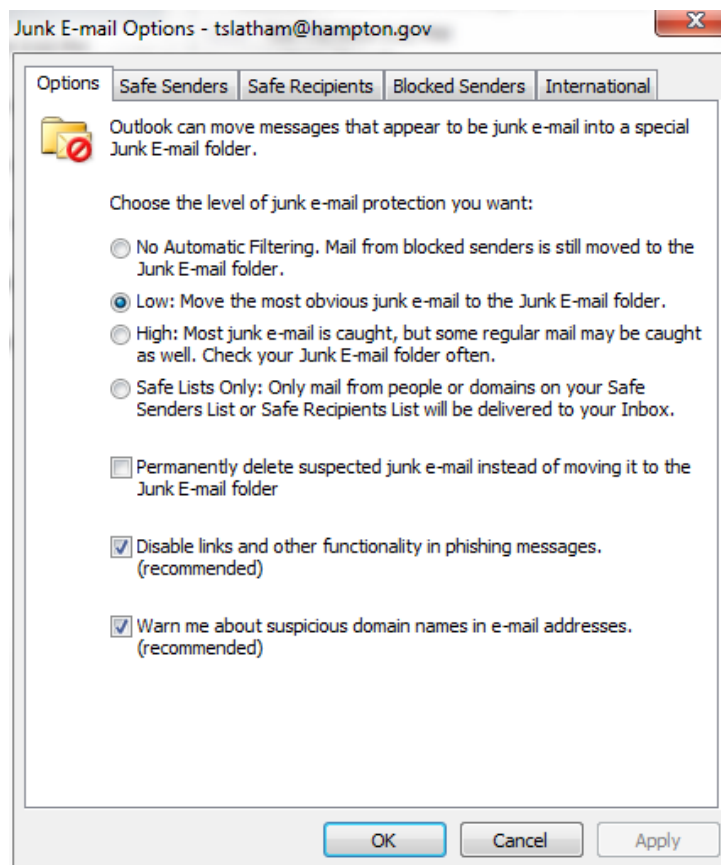 Junk E-mail Options - tslatham@hampton.gov
Options Safe Senders Safe Recipients Blocked Senders International
Outlook can move messages that appear to be junk e-mail into a special
Junk E-mail folder.
Choose the level of junk e-mail protection you want:
No Automatic Filtering. Mail from blocked senders is still moved to the
Junk E-mail folder.
Low: Move the most obvious junk e-mail to the Junk E-mail folder.
High: Most junk e-mail is caught, but some regular mail may be caught
as well. Check your Junk E-mail folder often.
Safe Lists Only: Only mail from people or domains on your Safe
Senders List or Safe Recipients List will be delivered to your Inbox.
Permanently delete suspected junk e-mail instead of moving it to the
Junk E-mail folder
Disable links and other functionality in phishing messages.
(recommended)
Warn me about suspicious domain names in e-mail addresses.
(recommended)
OK Cancel Apply